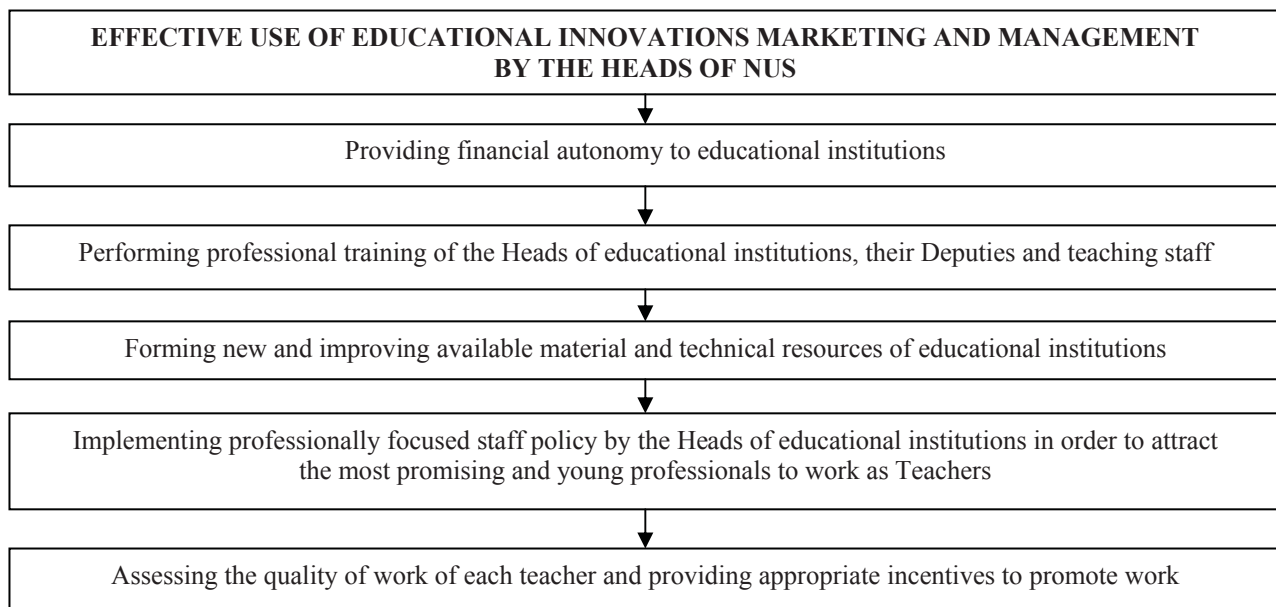 EFFECTIVE USE OF EDUCATIONAL INNOVATIONS MARKETING AND MANAGEMENT
BY THE HEADS OF NUS
Providing financial autonomy to educational institutions
Performing professional training of the Heads of educational institutions, their Deputies and teaching staff
Forming new and improving available material and technical resources of educational institutions
Implementing professionally focused staff policy by the Heads of educational institutions in order to attract
the most promising and young professionals to work as Teachers
Assessing the quality of work of each teacher and providing appropriate incentives to promote work